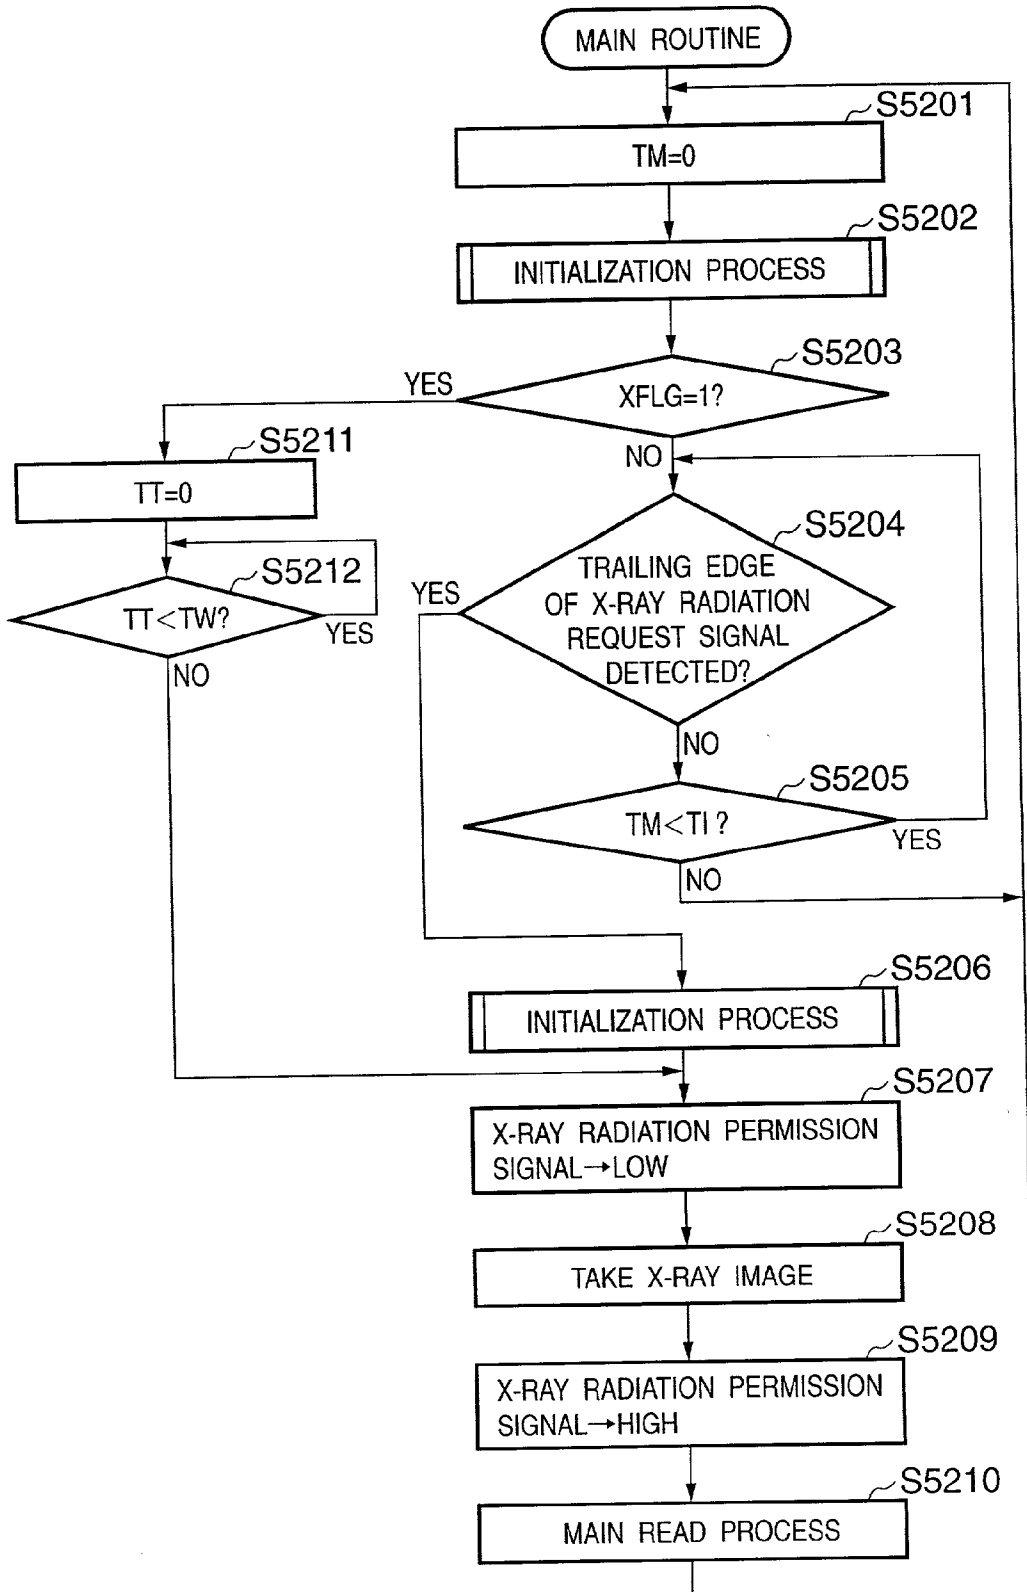 MAIN ROUTINE
S5201
TM=0
S5202
INITIALIZATION PROCESS
S5203
XFLG=1?
YES
NO
S5211
TT=0
S5212
TT<TW?
YES
NO
S5204
TRAILING EDGE
OF X-RAY RADIATION
REQUEST SIGNAL
DETECTED?
YES
NO
S5205
TM<TI ?
YES
NO
S5206
INITIALIZATION PROCESS
S5207
X-RAY RADIATION PERMISSION
SIGNAL→LOW
S5208
TAKE X-RAY IMAGE
S5209
X-RAY RADIATION PERMISSION
SIGNAL→HIGH
S5210
MAIN READ PROCESS